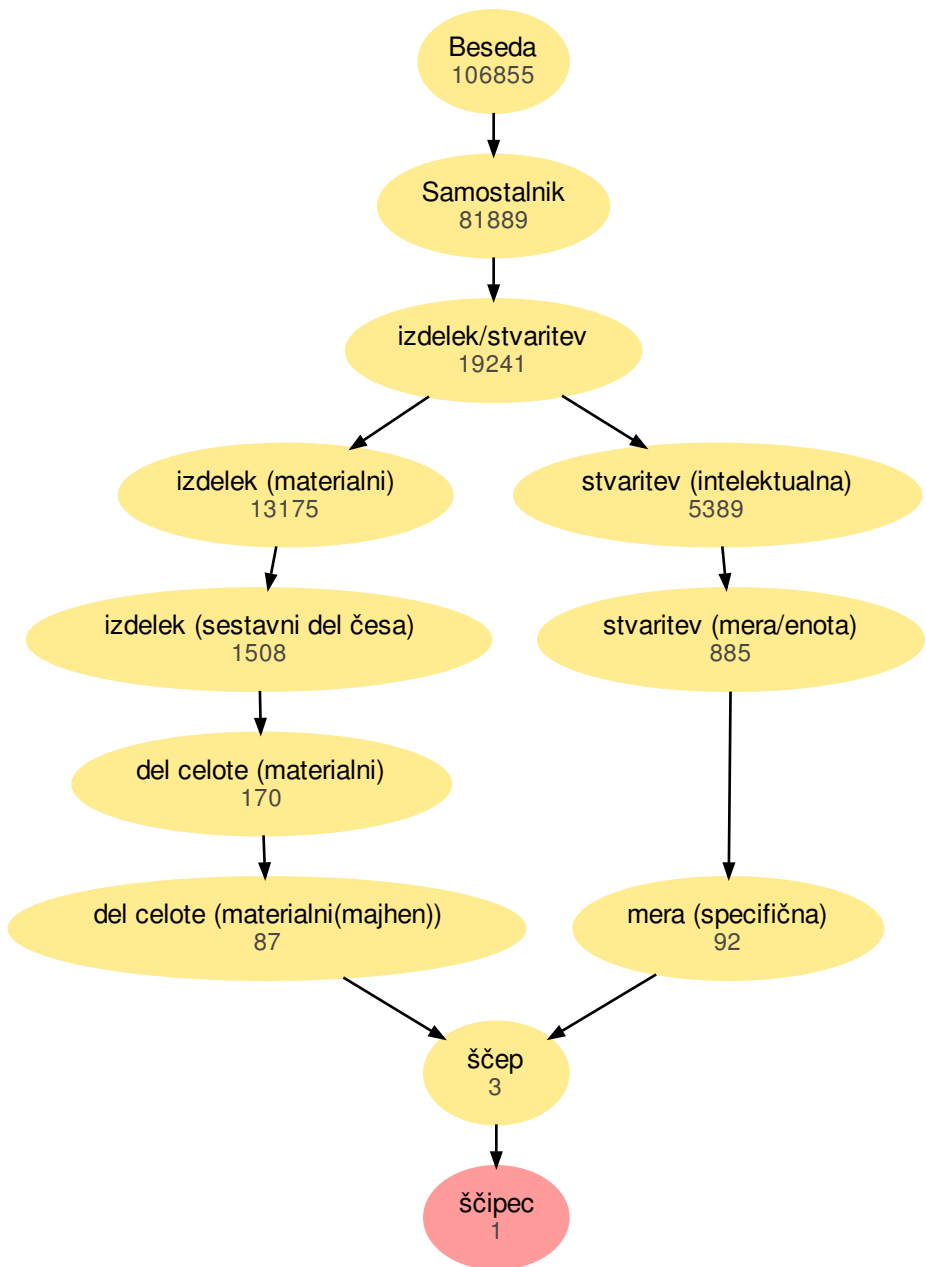 Beseda
106855
Samostalnik
81889
izdelek/stvaritev
19241
izdelek (materialni)
13175
stvaritev (intelektualna)
5389
izdelek (sestavni del česa)
1508
stvaritev (mera/enota)
885
del celote (materialni)
170
del celote (materialni(majhen))
87
mera (specifična)
92
ščep
3
ščipec
1